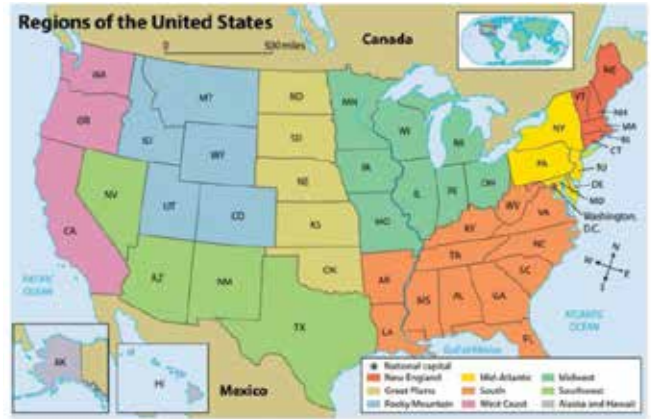 Regions of the United States
0 500 miles
Canada
WA
MT
ND
MN
ME
VT
NH
MA
RI
CT
OR
ID
SD
WI
MI
NY
WY
NE
IA
PA
NJ
DE
MD
Washington, D.C.
NV
UT
CO
KS
MO
IL
IN
OH
WV
VA
KY
CA
AZ
NM
OK
AR
TN
NC
SC
MS
AL
GA
TX
LA
FL
PACIFIC
OCEAN
ATLANTIC
OCEAN
Gulf of Mexico
N
W
E
S
AK
HI
Mexico
National capital
New England
Mid-Atlantic
Midwest
Great Plains
South
Southwest
Rocky Mountain
West Coast
Alaska and Hawaii